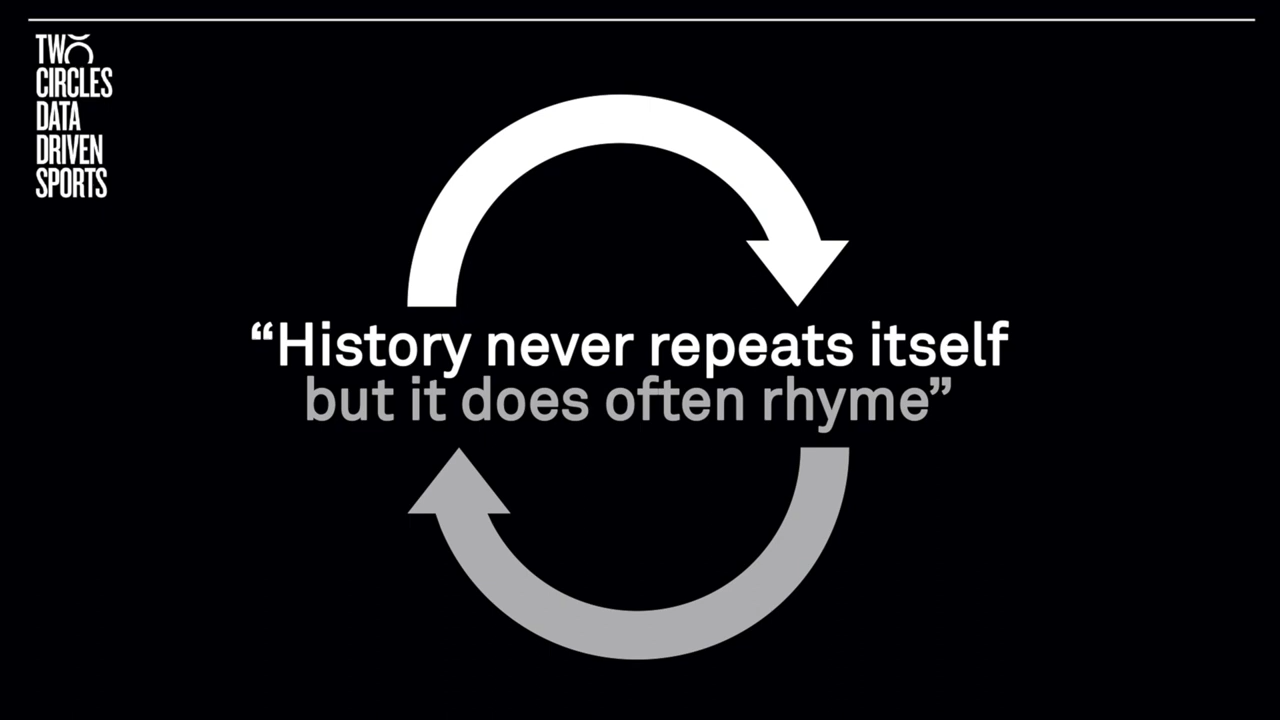 TWO
CIRCLES
DATA
DRIVEN
SPORTS
“History never repeats itself
but it does often rhyme”